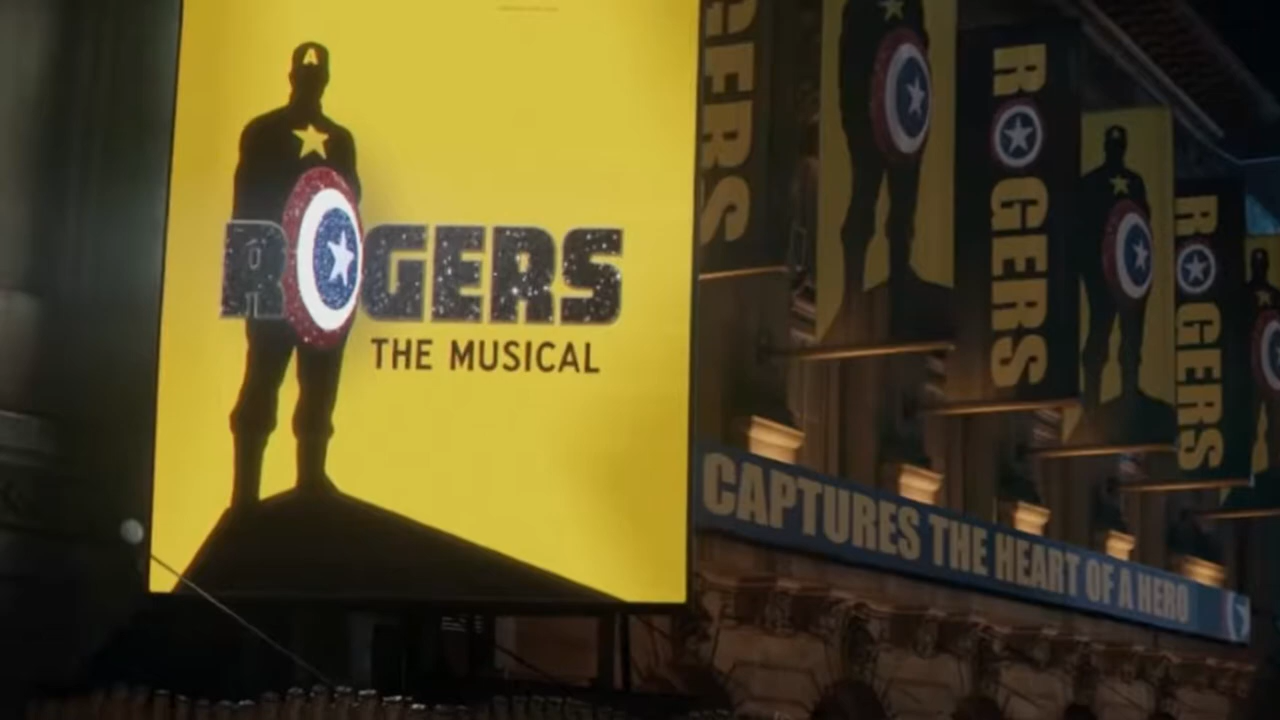 A
ROGERS
THE MUSICAL
GERS
ROGERS
ROGERS
CAPTURES THE HEART OF A HERO